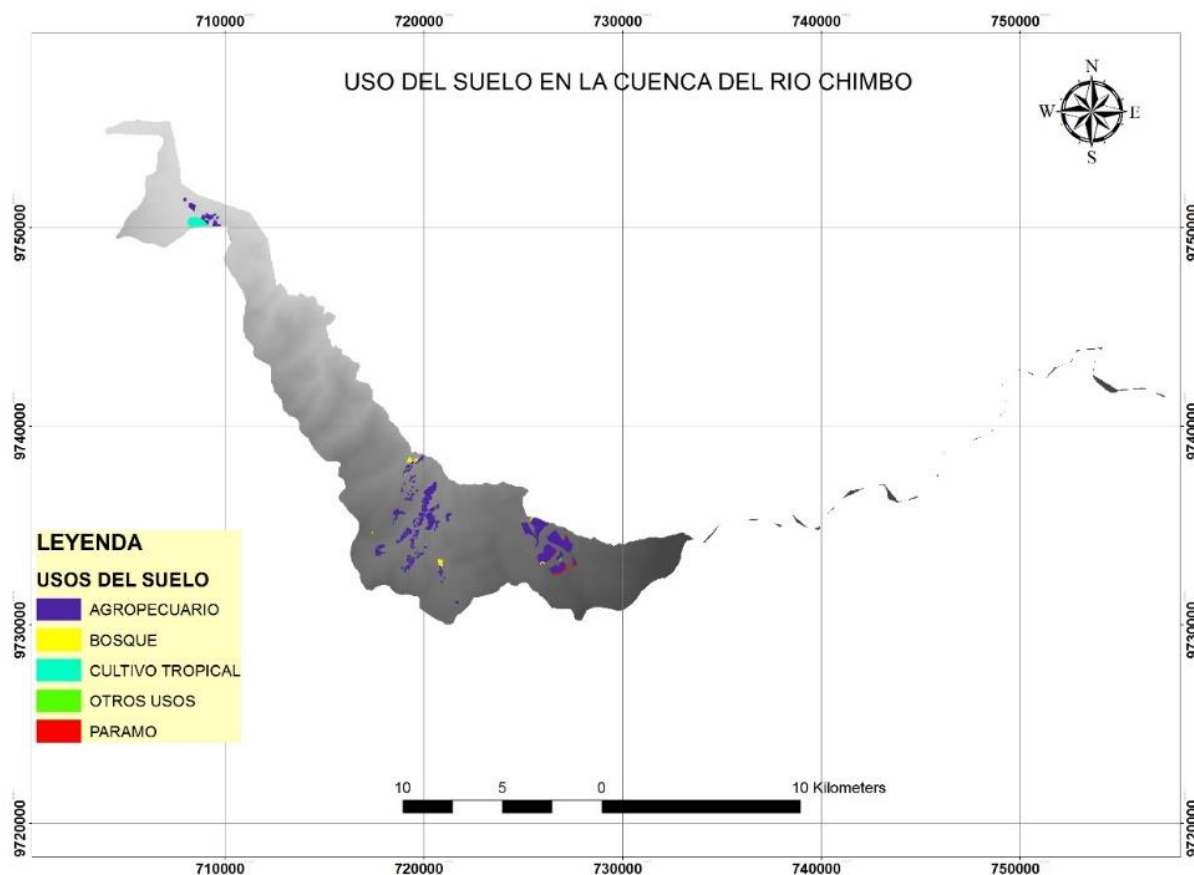 710000 720000 730000 740000 750000
USO DEL SUELO EN LA CUENCA DEL RIO CHIMBO
N
W E
S
9750000 9750000
9740000 9740000
LEYENDA
USOS DEL SUELO
AGROPECUARIO
BOSQUE
CULTIVO TROPICAL
OTROS USOS
PARAMO
9730000 9730000
10 5 0 10 Kilometers
9720000 9720000
710000 720000 730000 740000 750000